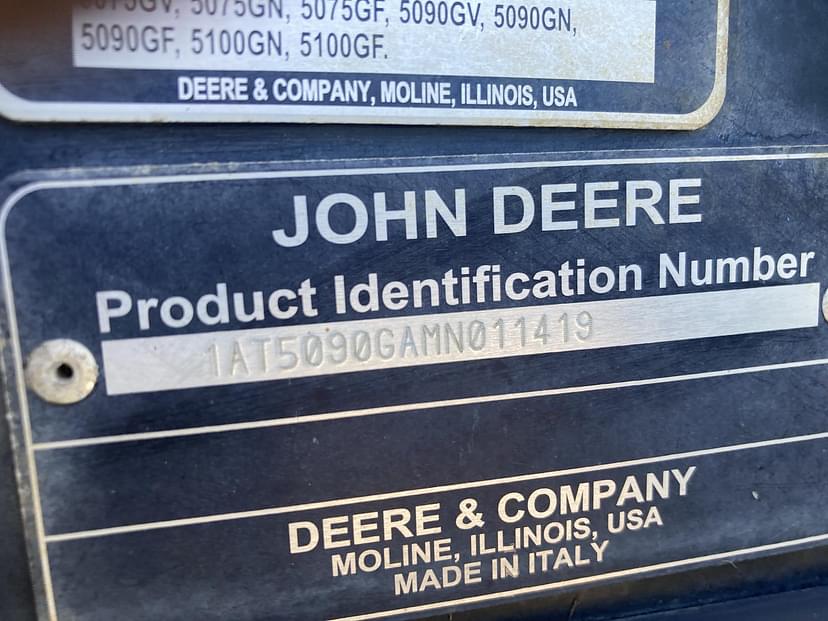 5075GV, 5075GN, 5075GF, 5090GV, 5090GN,
5090GF, 5100GN, 5100GF.
DEERE & COMPANY, MOLINE, ILLINOIS, USA
JOHN DEERE
Product Identification Number
1AT5090GAMN011419
DEERE & COMPANY
MOLINE, ILLINOIS, USA
MADE IN ITALY